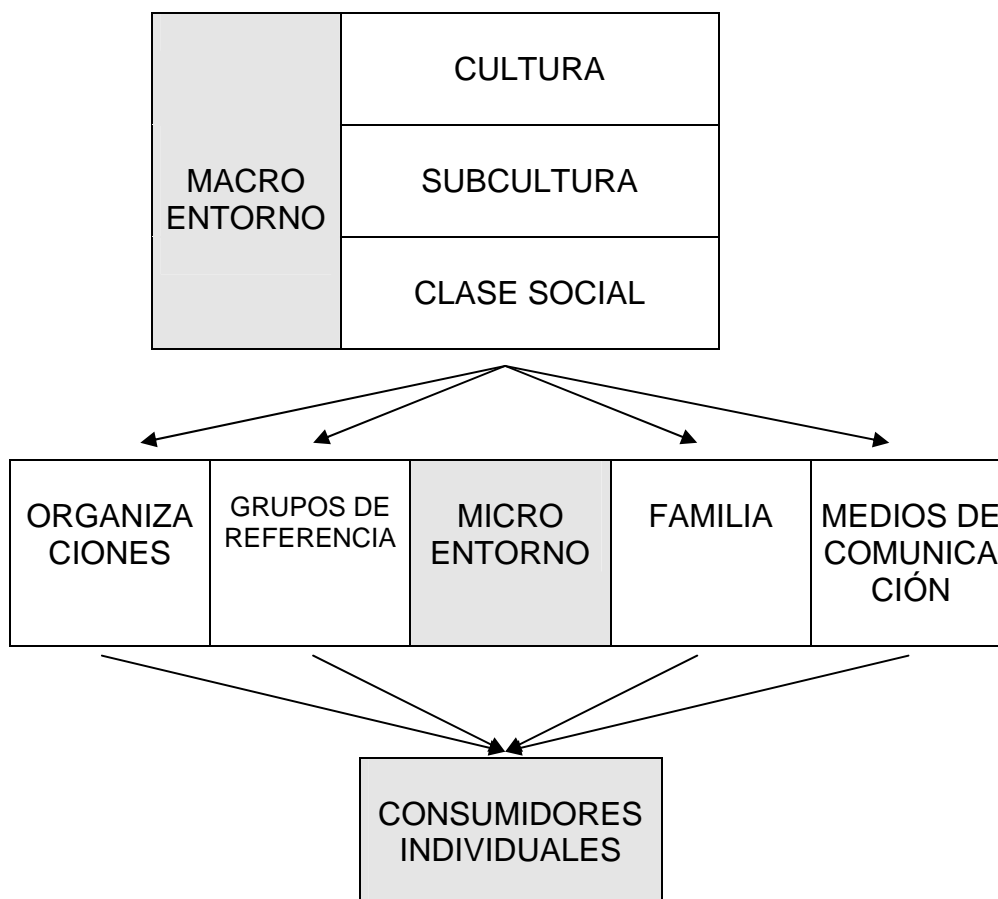 CULTURA
MACRO
ENTORNO
SUBCULTURA
CLASE SOCIAL
ORGANIZA
CIONES
GRUPOS DE
REFERENCIA
MICRO
ENTORNO
FAMILIA
MEDIOS DE
COMUNICA
CIÓN
CONSUMIDORES
INDIVIDUALES